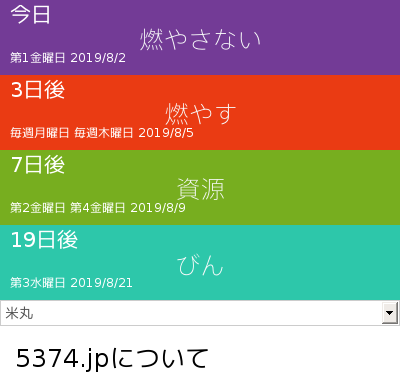 今日
燃やさない
第1金曜日 2019/8/2
3日後
燃やす
毎週月曜日 毎週木曜日 2019/8/5
7日後
資源
第2金曜日 第4金曜日 2019/8/9
19日後
びん
第3水曜日 2019/8/21
米丸
5374.jpについて